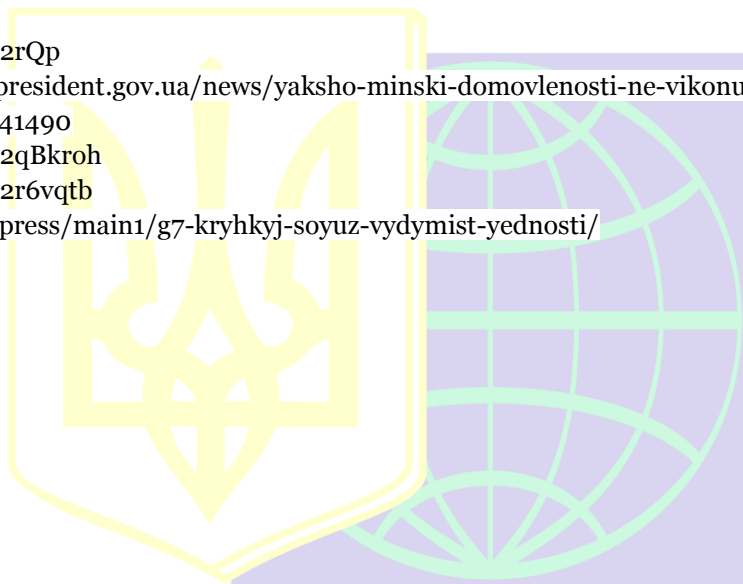 2rQp
president.gov.ua/news/yaksho-minski-domovlenosti-ne-vikonu
41490
2qBkroh
2r6vqtb
press/main1/g7-kryhkyj-soyuz-vydymist-yednosti/